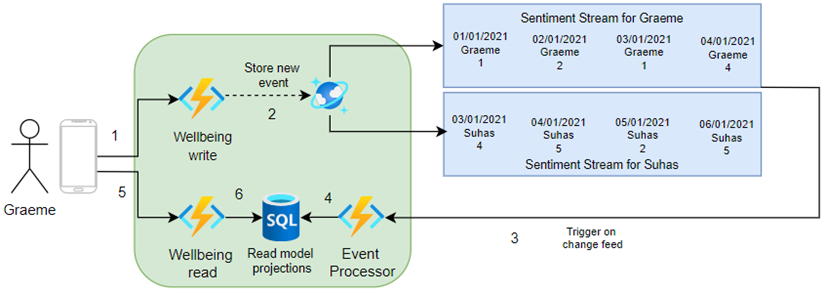 Sentiment Stream for Graeme
01/01/2021 02/01/2021 03/01/2021 04/01/2021
Graeme Graeme Graeme Graeme
1 2 1 4
Store new
event
2
1
Wellbeing
write
03/01/2021 04/01/2021 05/01/2021 06/01/2021
Suhas Suhas Suhas Suhas
4 5 2 5
Sentiment Stream for Suhas
Graeme
5
6
4
SQL
Wellbeing
read
Read model
projections
Event
Processor
3
Trigger on
change feed